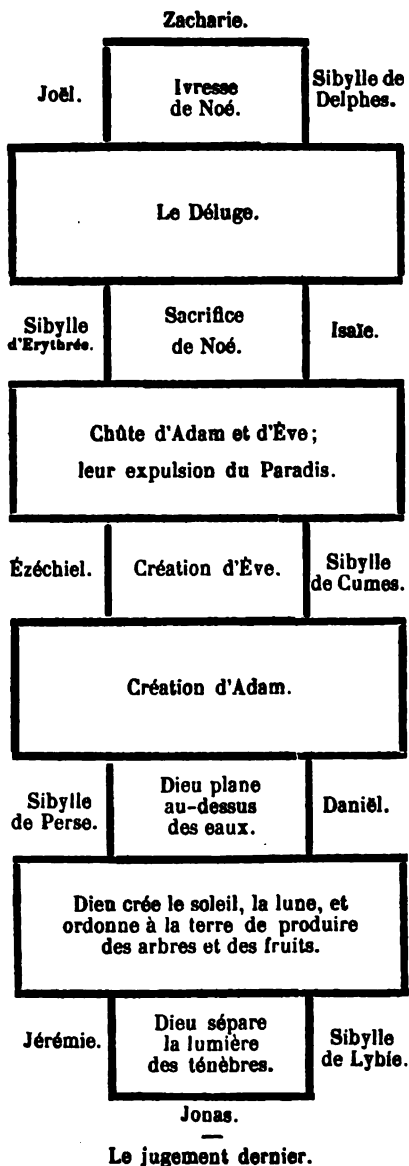 Zacharie.
Joël.
Ivresse
de Noé.
Sibylle de
Delphes.
Le Déluge.
Sibylle
d'Erythrée.
Sacrifice
de Noé.
Isaïe.
Chûte d'Adam et d'Ève ;
leur expulsion du Paradis.
Ézéchiel.
Création d'Ève.
Sibylle
de Cumes.
Création d'Adam.
Sibylle
de Perse.
Dieu plane
au-dessus
des eaux.
Daniël.
Dien crée le soleil, la lune, et
ordonne à la terre de produire
des arbres et des fruits.
Jérémie.
Dieu sépare
la lumière
des ténèbres.
Sibylle
de Lybie.
Jonas.
—
Le jugement dernier.